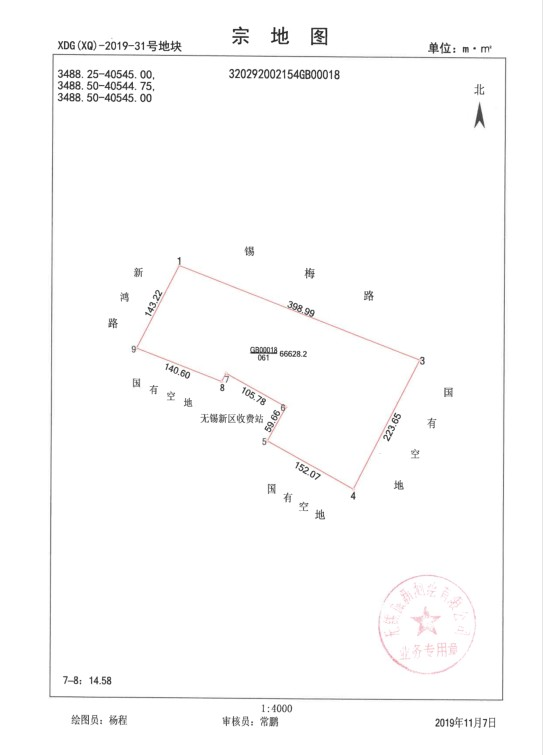 宗地图
XDG(XQ)-2019-31号地块
单位：m·㎡
3488.25-40545.00,
3488.50-40544.75,
3488.50-40545.00
320292002154GB00018
北
锡梅路
新鸿路
1
398.99
143.22
9
3
GB00018
061
66628.2
140.60
7
8
105.78
6
59.66
5
无锡新区收费站
国有空地
223.65
国有空地
152.07
4
国有空地
业务专用章
7-8: 14.58
1:4000
绘图员：杨程
审核员：常鹏
2019年11月7日